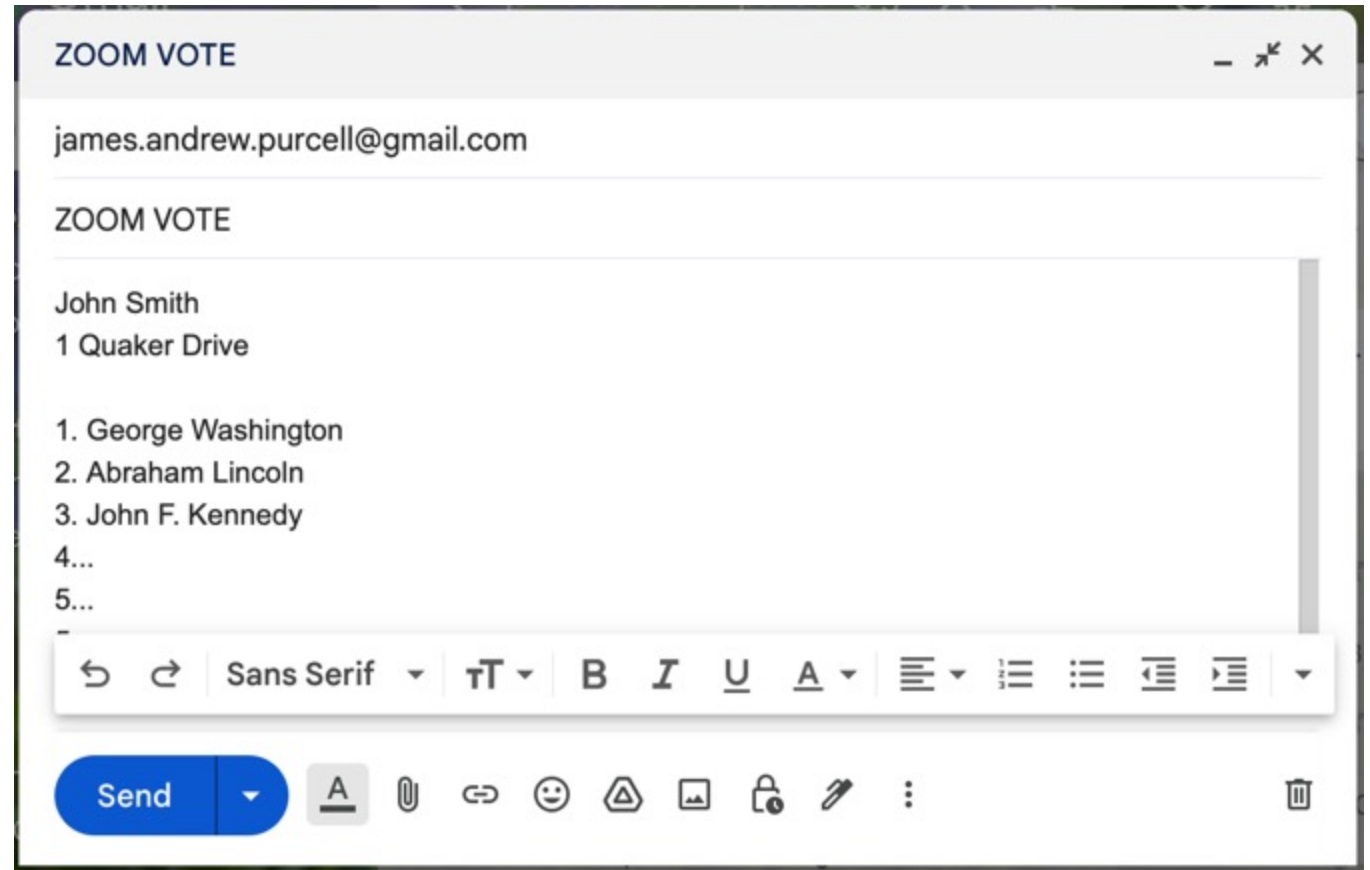 ZOOM VOTE
james.andrew.purcell@gmail.com
ZOOM VOTE
John Smith
1 Quaker Drive
1. George Washington
2. Abraham Lincoln
3. John F. Kennedy
4...
5...
Sans Serif
Send